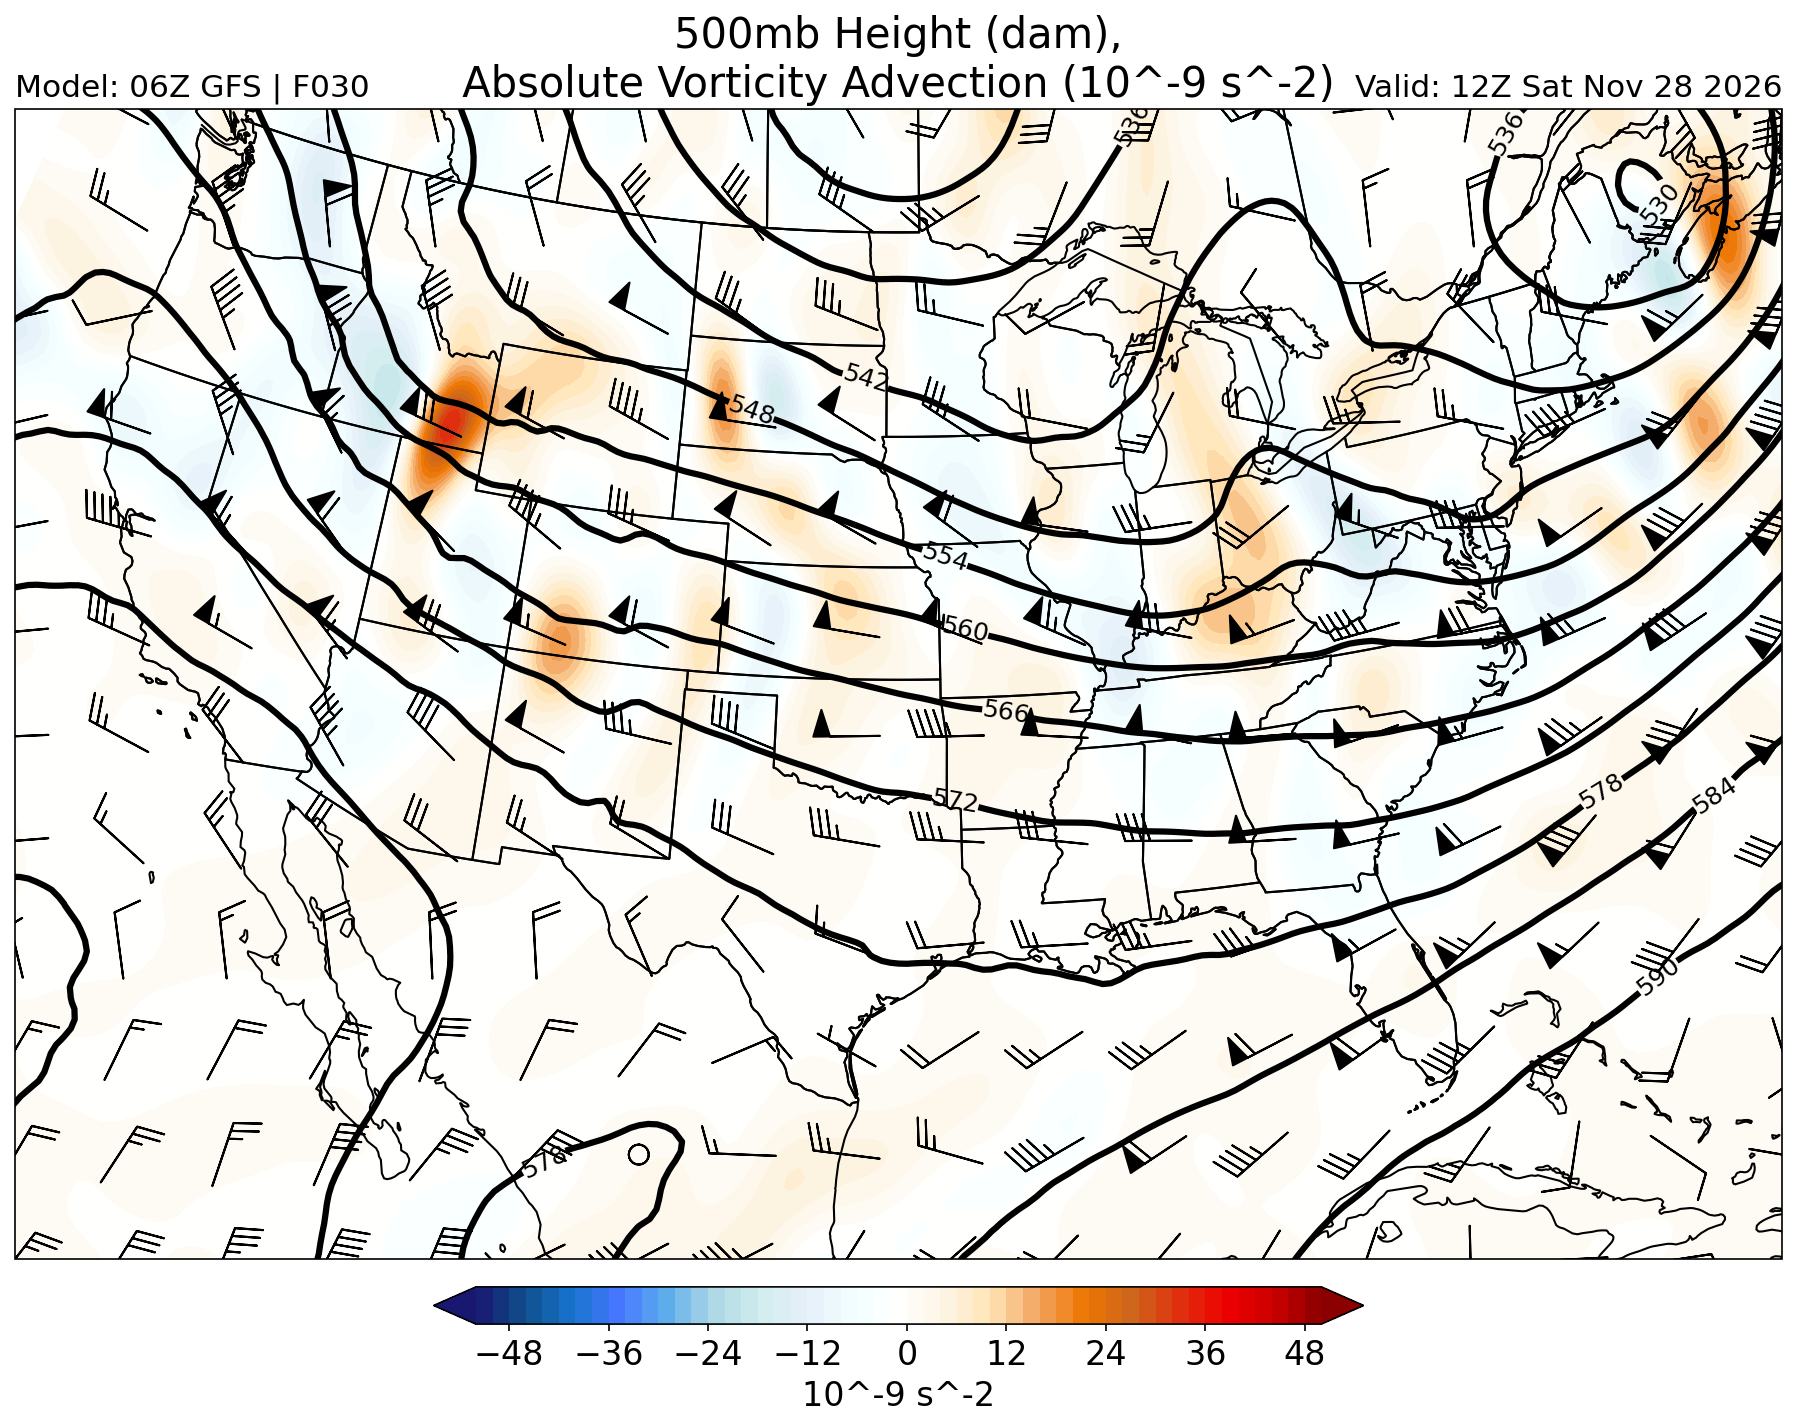 500mb Height (dam),
Model: 06Z GFS | F030
Absolute Vorticity Advection (10^-9 s^-2)
Valid: 12Z Sat Nov 28 2026
536
536
530
542
548
554
560
566
572
578
584
590
578
−48 −36 −24 −12 0 12 24 36 48
10^-9 s^-2